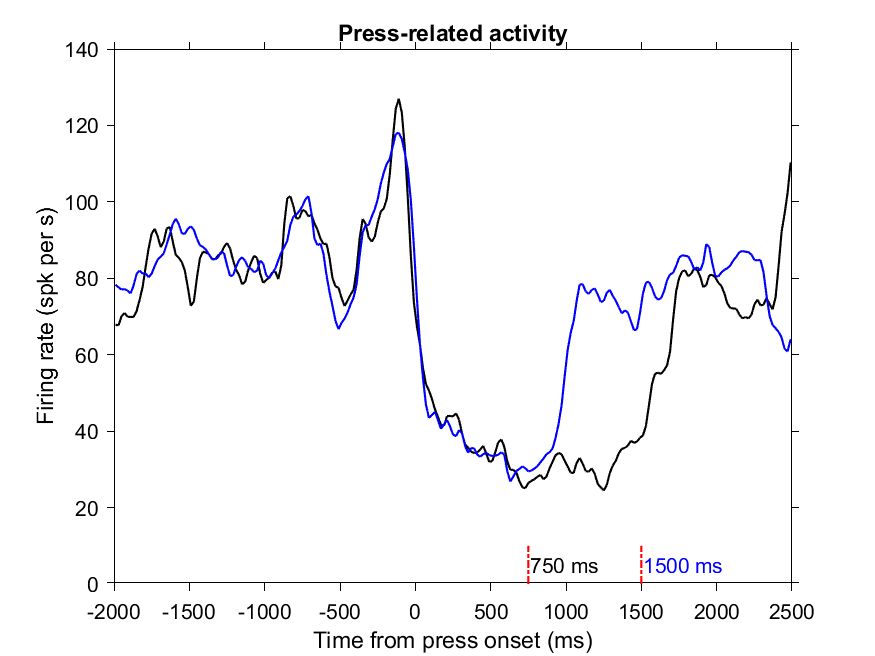 Press-related activity
140
120
100
80
60
40
20
0
Firing rate (spk per s)
750 ms
1500 ms
-2000 -1500 -1000 -500 0 500 1000 1500 2000 2500
Time from press onset (ms)